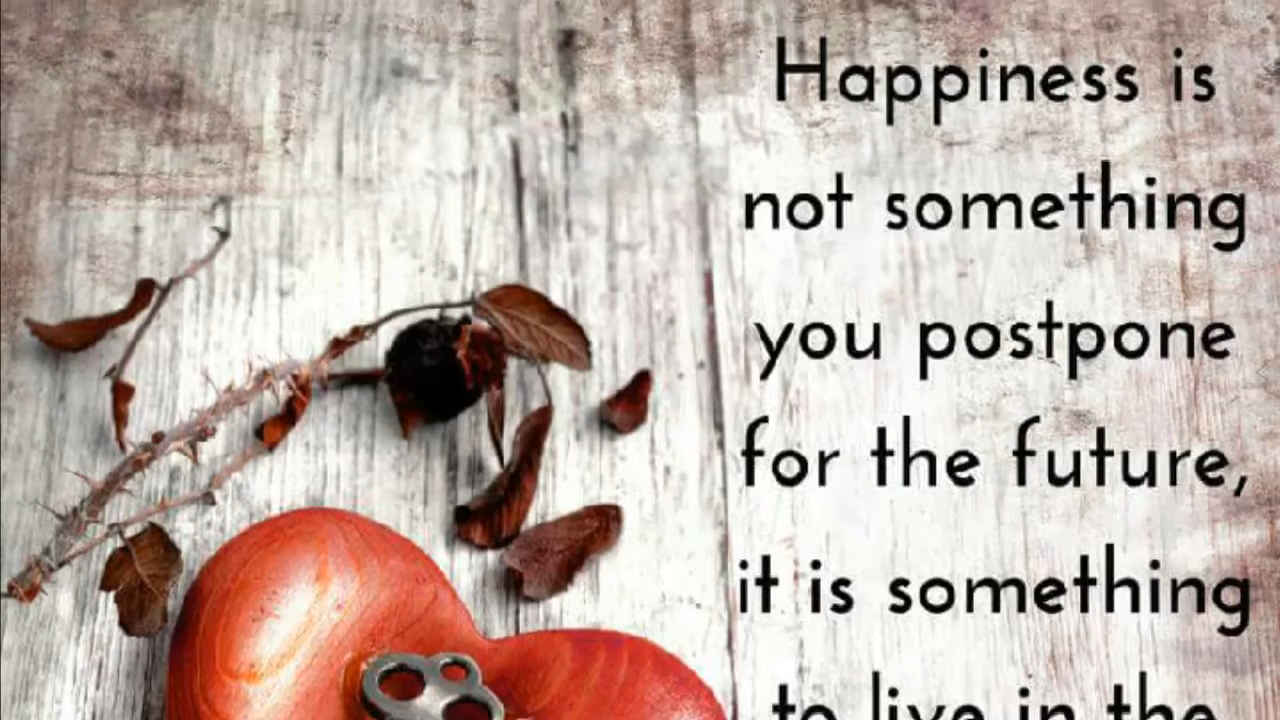 Happiness is
not something
you postpone
for the future,
it is something
to live in the